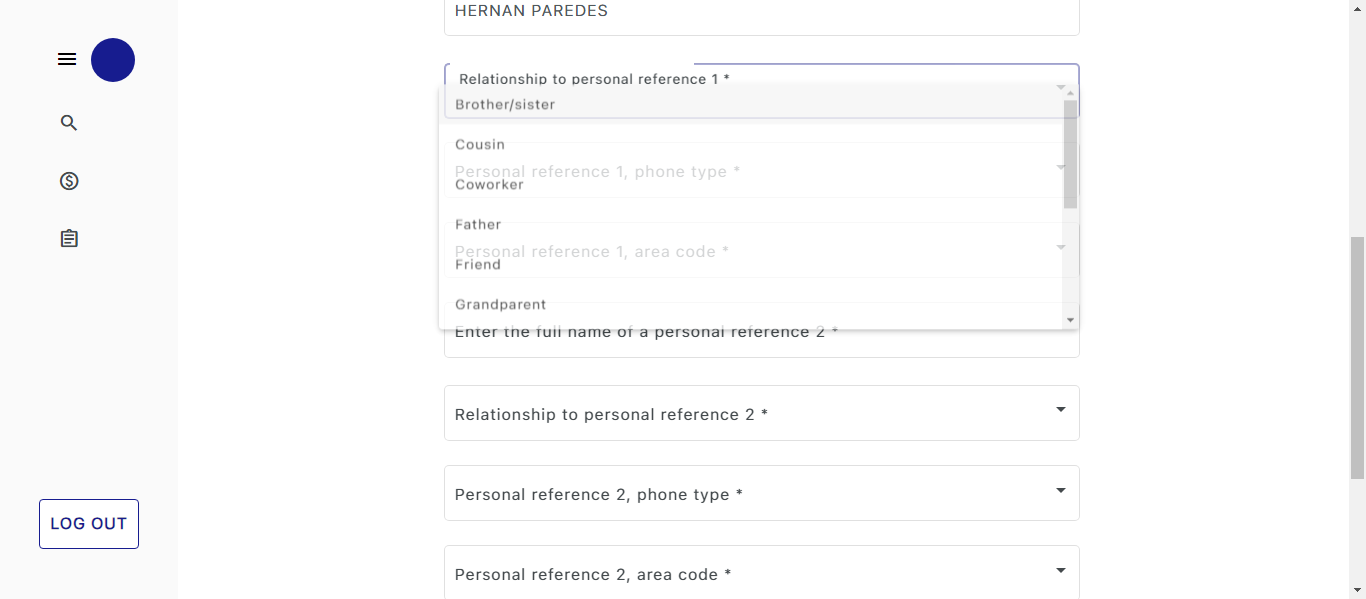 HERNAN PAREDES
Relationship to personal reference 1 *
Brother/sister
Cousin
Personal reference 1, phone type *
Coworker
Father
Personal reference 1, area code *
Friend
Grandparent
Enter the full name of a personal reference 2 *
Relationship to personal reference 2 *
Personal reference 2, phone type *
LOG OUT
Personal reference 2, area code *